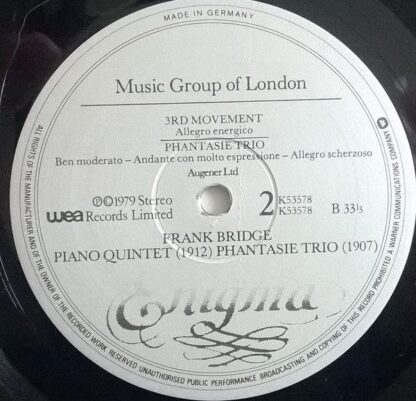 MADE IN GERMANY
Music Group of London
3RD MOVEMENT
Allegro energico
PHANTASIE TRIO
Ben moderato – Andante con molto espressione – Allegro scherzoso
Augener Ltd
℗©1979 Stereo
wea Records Limited
2
K53578
K53578
B 33⅓
FRANK BRIDGE
PIANO QUINTET (1912) PHANTASIE TRIO (1907)
Enigma
ALL RIGHTS OF THE MANUFACTURER AND OF THE OWNER OF THE RECORDED WORK RESERVED UNAUTHORISED PUBLIC PERFORMANCE BROADCASTING AND COPYING OF THIS RECORD PROHIBITED A WARNER COMMUNICATIONS COMPANY